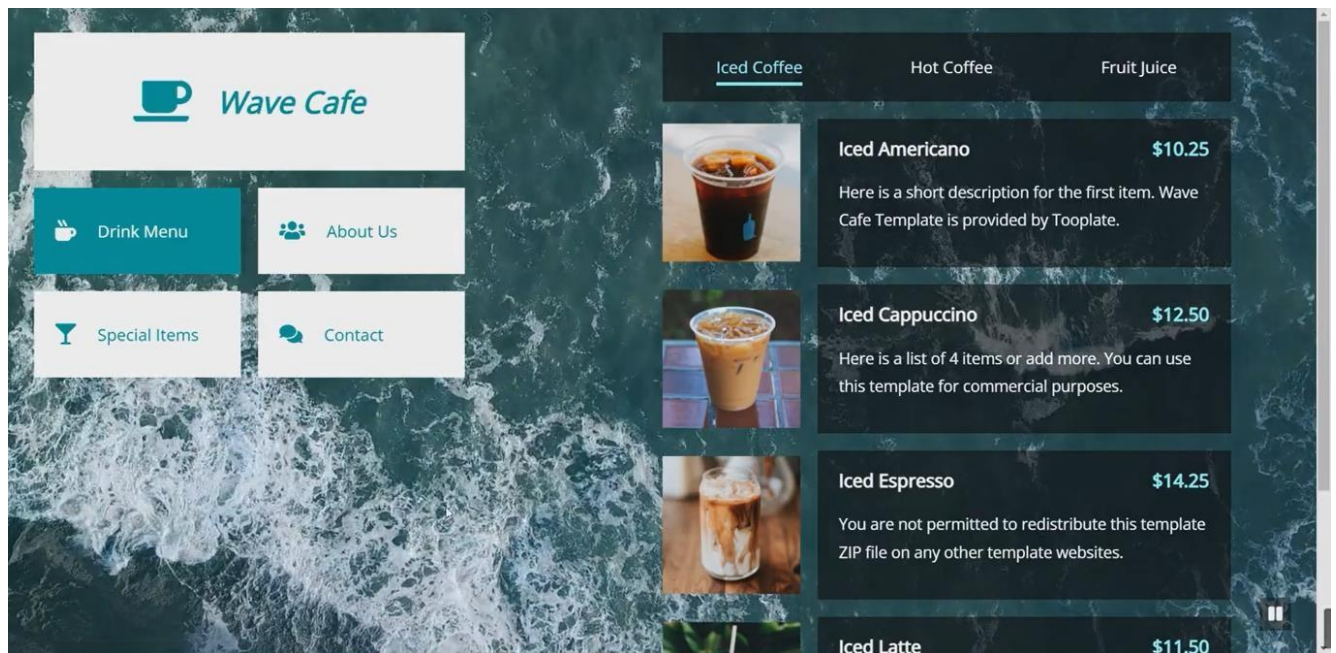 Wave Cafe
Drink Menu
About Us
Special Items
Contact
Iced Coffee
Hot Coffee
Fruit Juice
Iced Americano
$10.25
Here is a short description for the first item. Wave
Cafe Template is provided by Tooplate.
Iced Cappuccino
$12.50
Here is a list of 4 items or add more. You can use
this template for commercial purposes.
Iced Espresso
$14.25
You are not permitted to redistribute this template
ZIP file on any other template websites.
Iced Latte
$11.50